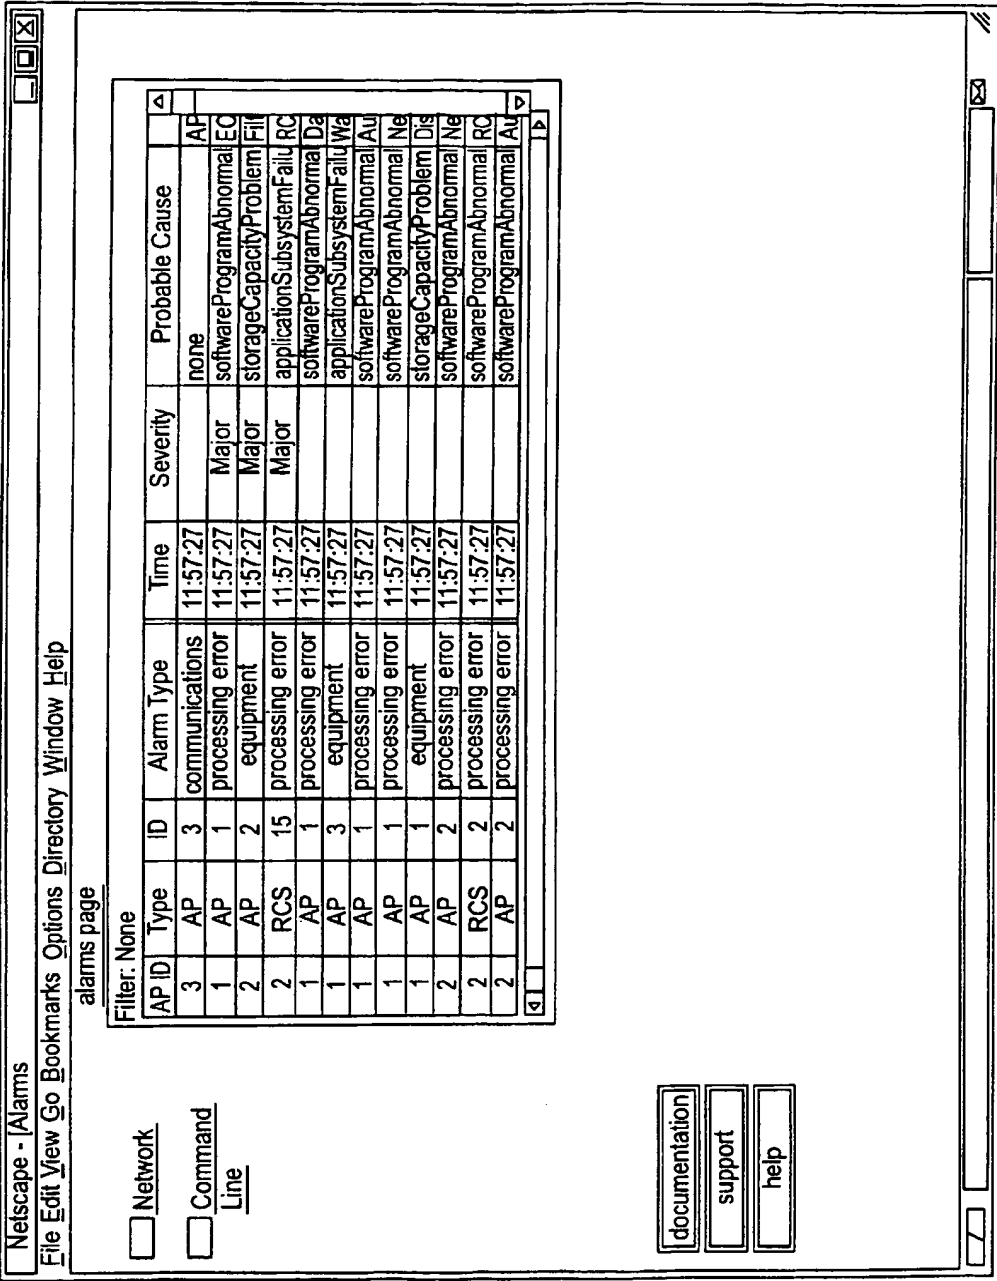 Netscape - [Alarms
File Edit View Go Bookmarks Options Directory Window Help
alarms page
Network
Command
Line
Filter: None
AP ID Type ID Alarm Type Time Severity Probable Cause
3 AP 3 communications 11:57:27 none AP
1 AP 1 processing error 11:57:27 Major softwareProgramAbnormal EC
2 AP 2 equipment 11:57:27 Major storageCapacityProblem
2 RCS 15 processing error 11:57:27 Major applicationSubsystemFailu RC
1 AP 1 processing error 11:57:27 softwareProgramAbnormal Da
1 AP 3 equipment 11:57:27 applicationSubsystemFailu Wa
1 AP 1 processing error 11:57:27 softwareProgramAbnormal Au
1 AP 1 processing error 11:57:27 softwareProgramAbnormal Ne
1 AP 1 equipment 11:57:27 storageCapacityProblem Dis
2 AP 2 processing error 11:57:27 softwareProgramAbnormal Ne
2 RCS 2 processing error 11:57:27 softwareProgramAbnormal RC
2 AP 2 processing error 11:57:27 softwareProgramAbnormal Au
documentation
support
help